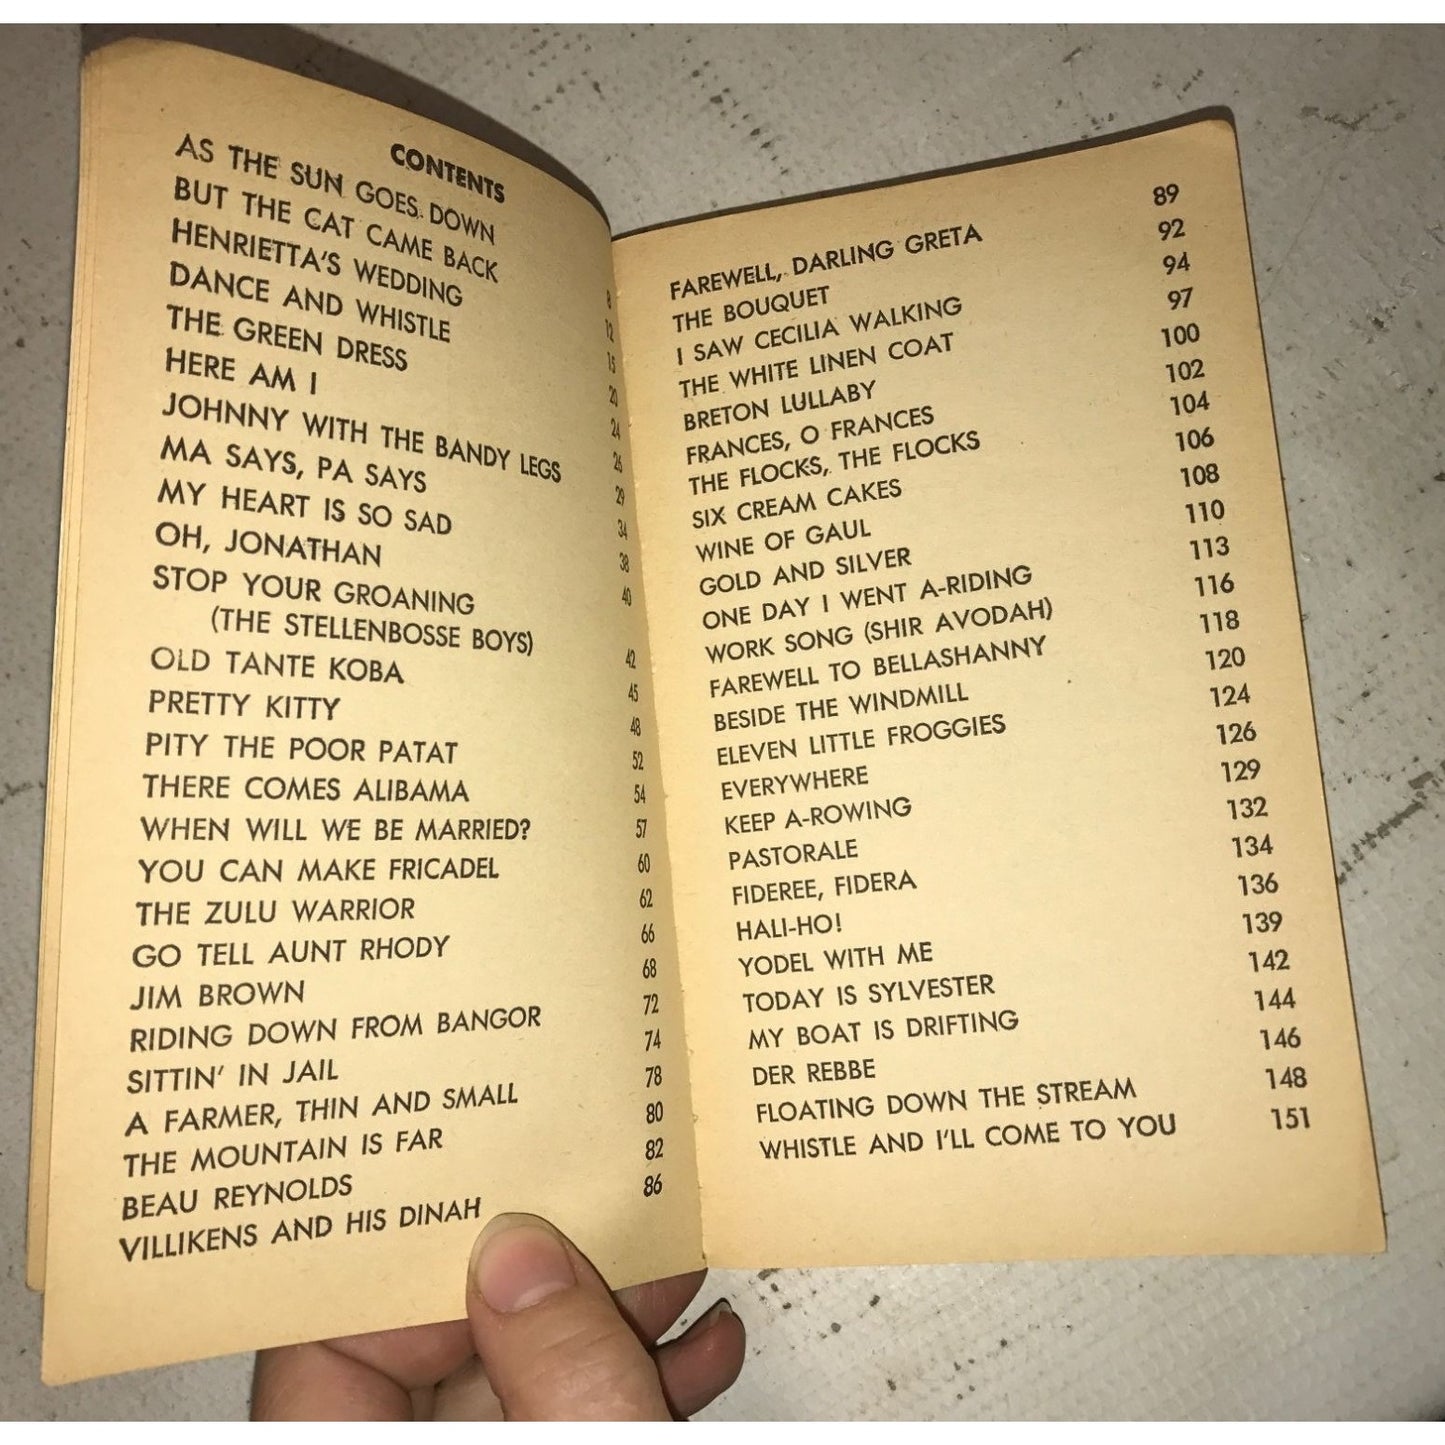 CONTENTS
AS THE SUN GOES DOWN 8
BUT THE CAT CAME BACK 12
HENRIETTA'S WEDDING 15
DANCE AND WHISTLE 20
THE GREEN DRESS 24
HERE AM I 26
JOHNNY WITH THE BANDY LEGS 29
MA SAYS, PA SAYS 34
MY HEART IS SO SAD 38
OH, JONATHAN 40
STOP YOUR GROANING
(THE STELLENBOSSE BOYS) 42
OLD TANTE KOBA 45
PRETTY KITTY 48
PITY THE POOR PATAT 52
THERE COMES ALIBAMA 54
WHEN WILL WE BE MARRIED? 57
YOU CAN MAKE FRICADEL 60
THE ZULU WARRIOR 62
GO TELL AUNT RHODY 66
JIM BROWN 68
RIDING DOWN FROM BANGOR 72
SITTIN' IN JAIL 74
A FARMER, THIN AND SMALL 78
THE MOUNTAIN IS FAR 80
BEAU REYNOLDS 82
VILLIKENS AND HIS DINAH 86
FAREWELL, DARLING GRETA 89
THE BOUQUET 92
I SAW CECILIA WALKING 94
THE WHITE LINEN COAT 97
BRETON LULLABY 100
FRANCES, O FRANCES 102
THE FLOCKS, THE FLOCKS 104
SIX CREAM CAKES 106
WINE OF GAUL 108
GOLD AND SILVER 110
ONE DAY I WENT A-RIDING 113
WORK SONG (SHIR AVODAH) 116
FAREWELL TO BELLASHANNY 118
BESIDE THE WINDMILL 120
ELEVEN LITTLE FROGGIES 124
EVERYWHERE 126
KEEP A-ROWING 129
PASTORALE 132
FIDEREE, FIDERA 134
HALI-HO! 136
YODEL WITH ME 139
TODAY IS SYLVESTER 142
MY BOAT IS DRIFTING 144
DER REBBE 146
FLOATING DOWN THE STREAM 148
WHISTLE AND I'LL COME TO YOU 151